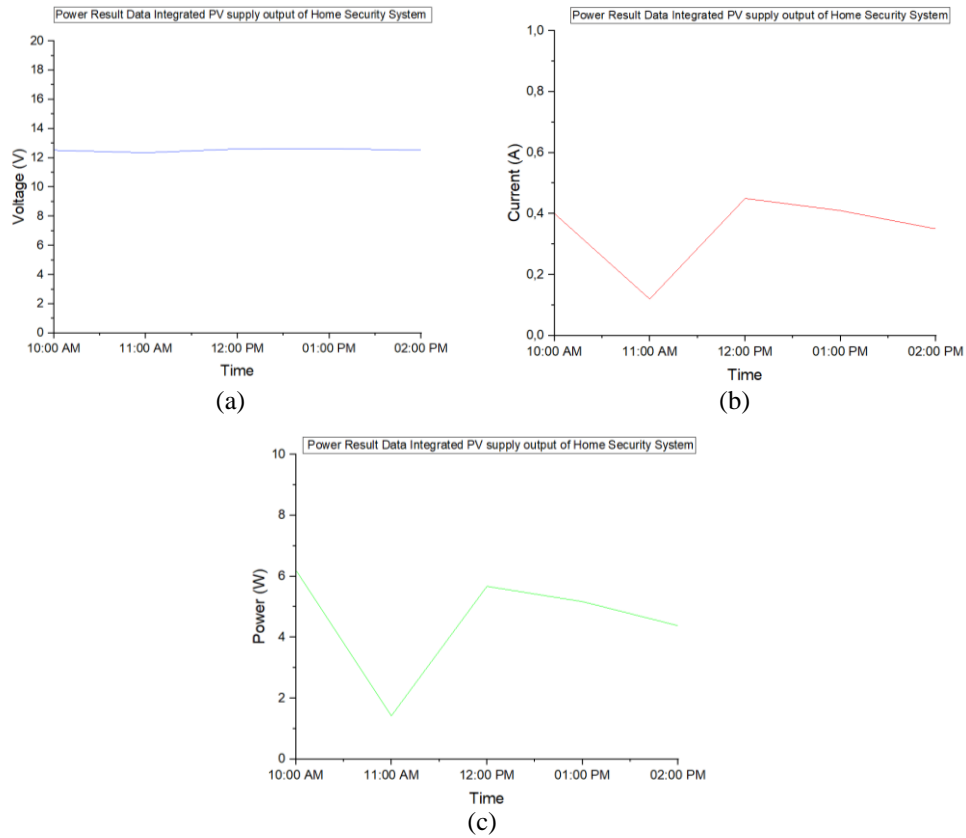 Power Result Data Integrated PV supply output of Home Security System
20
18
16
14
12
10
8
6
4
2
0
Voltage (V)
10:00 AM 11:00 AM 12:00 PM 01:00 PM 02:00 PM
Time
(a)
Power Result Data Integrated PV supply output of Home Security System
1,0
0,8
0,6
0,4
0,2
0,0
Current (A)
10:00 AM 11:00 AM 12:00 PM 01:00 PM 02:00 PM
Time
(b)
Power Result Data Integrated PV supply output of Home Security System
10
8
6
4
2
0
Power (W)
10:00 AM 11:00 AM 12:00 PM 01:00 PM 02:00 PM
Time
(c)